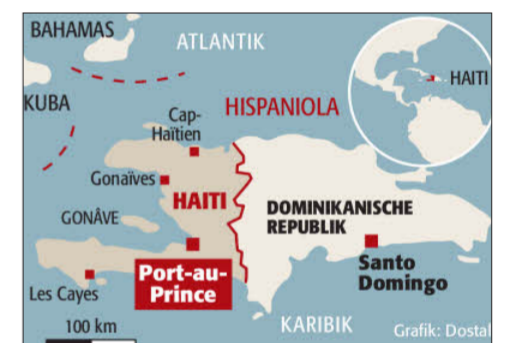 BAHAMAS
ATLANTIK
HAITI
KUBA
HISPANIOLA
Cap-
Haïtien
Gonaïves
HAITI
GONÂVE
DOMINIKANISCHE
REPUBLIK
Port-au-
Prince
Santo
Domingo
Les Cayes
100 km
KARIBIK
Grafik: Dostal